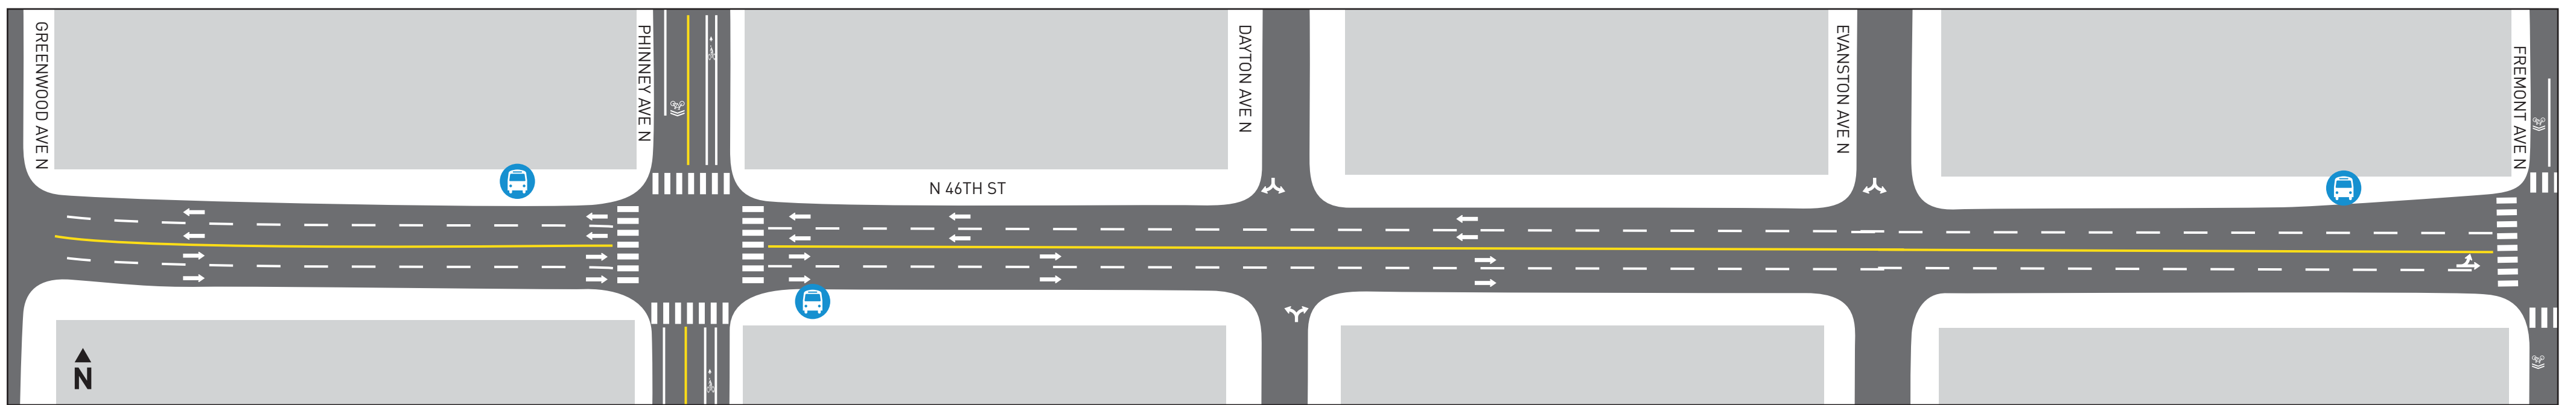 GREENWOOD AVE N
PHINNEY AVE N
DAYTON AVE N
EVANSTON AVE N
FREMONT AVE N
N 46TH ST
N